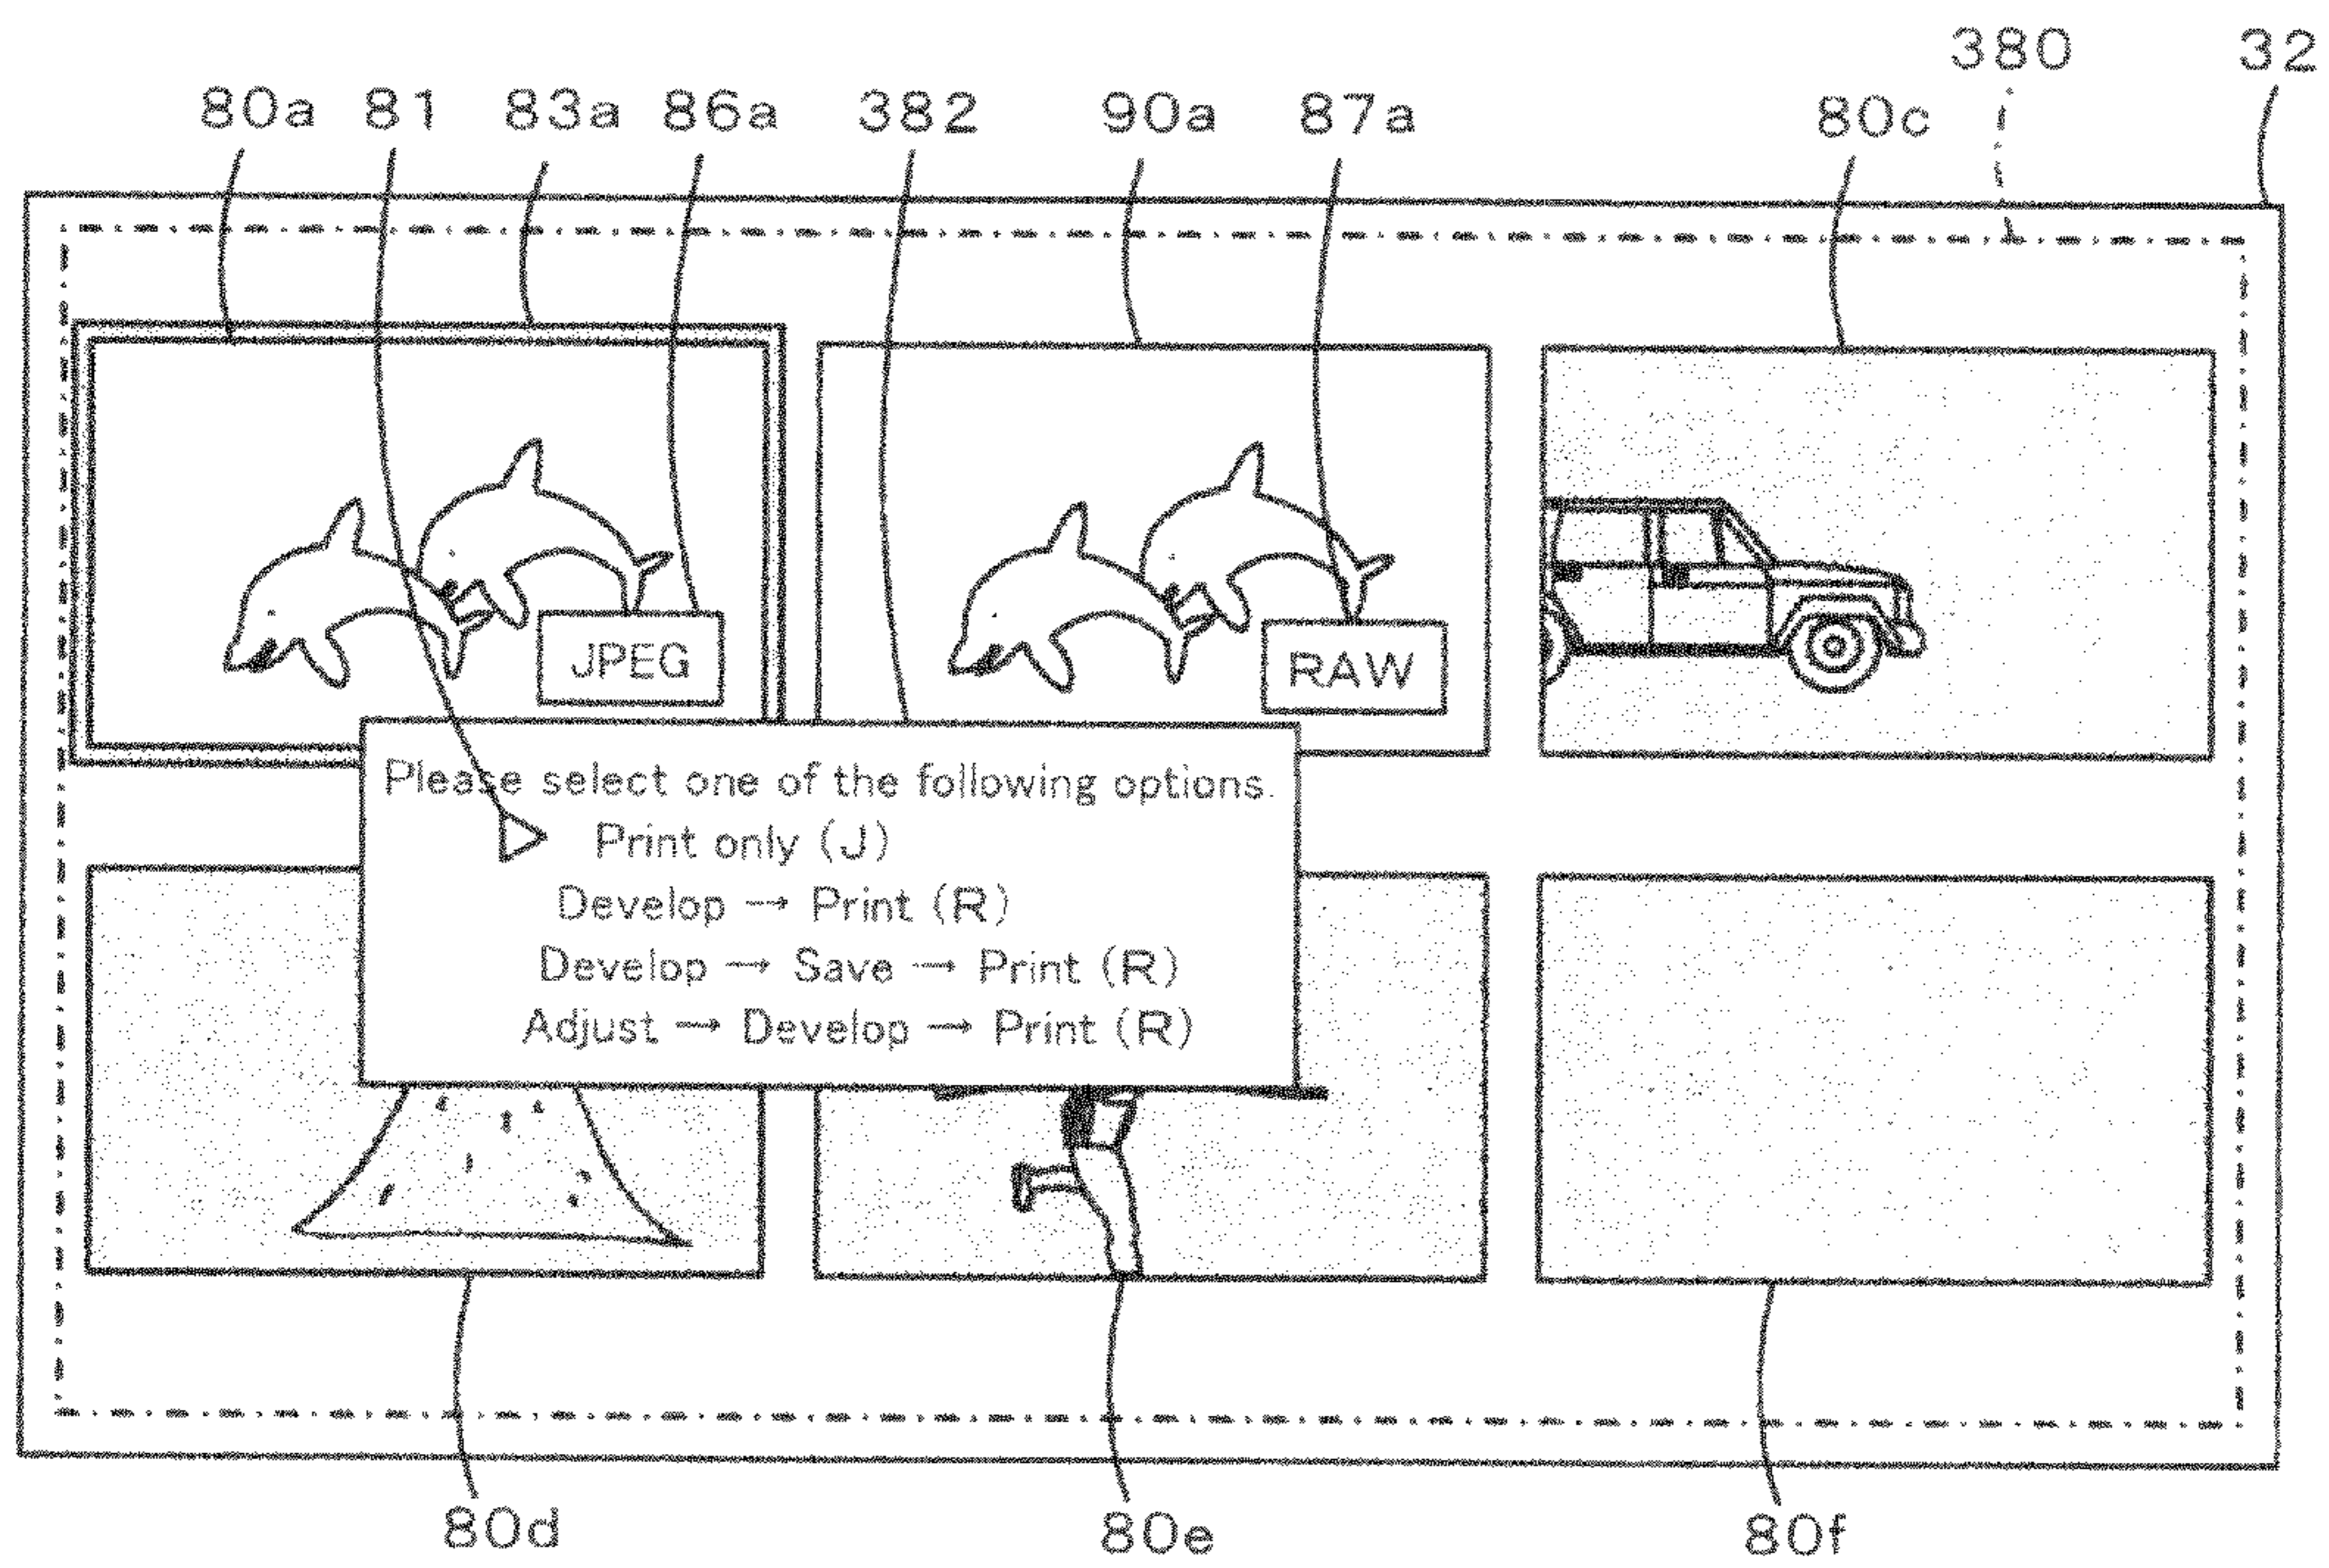 380 32
80a 81 83a 86a 382 90a 87a 80c
JPEG
RAW
Please select one of the following options.
Print only (J)
Develop → Print (R)
Develop → Save → Print (R)
Adjust → Develop → Print (R)
80d 80e 80f